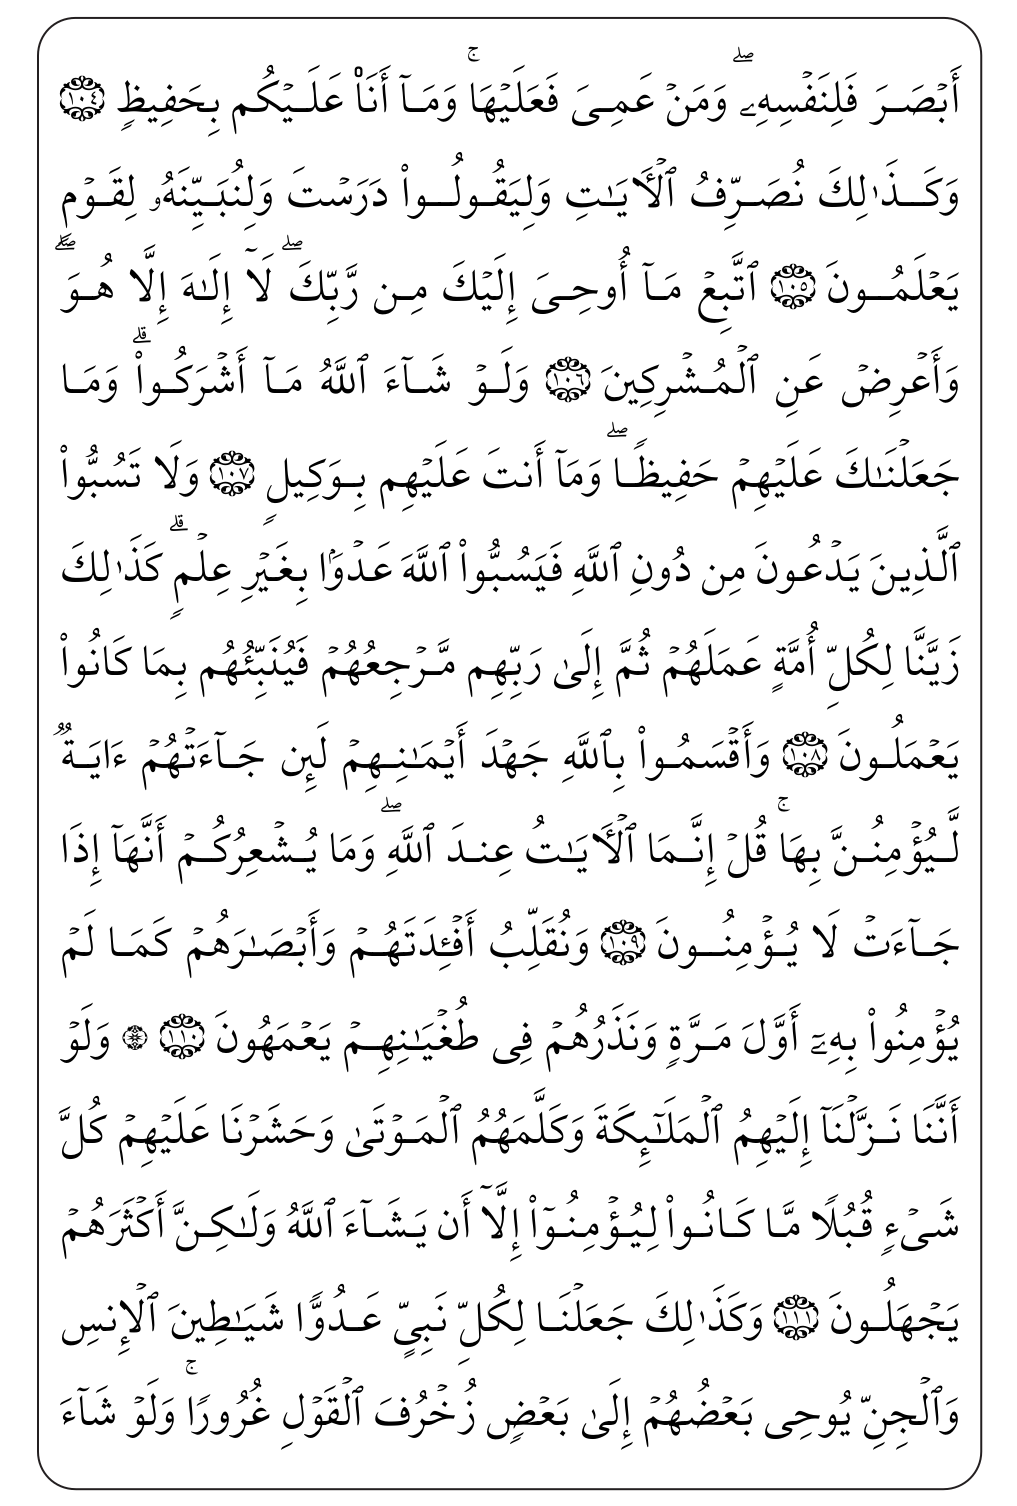 أَبۡصَرَ فَلِنَفۡسِهِۦۖ وَمَنۡ عَمِيَ فَعَلَيۡهَاۚ وَمَآ أَنَا۠ عَلَيۡكُم بِحَفِيظٖ ١٠٤
وَكَذَٰلِكَ نُصَرِّفُ ٱلۡأٓيَٰتِ وَلِيَقُولُواْ دَرَسۡتَ وَلِنُبَيِّنَهُۥ لِقَوۡمٖ
يَعۡلَمُونَ ١٠٥ ٱتَّبِعۡ مَآ أُوحِيَ إِلَيۡكَ مِن رَّبِّكَۖ لَآ إِلَٰهَ إِلَّا هُوَۖ
وَأَعۡرِضۡ عَنِ ٱلۡمُشۡرِكِينَ ١٠٦ وَلَوۡ شَآءَ ٱللَّهُ مَآ أَشۡرَكُواْۗ وَمَا
جَعَلۡنَٰكَ عَلَيۡهِمۡ حَفِيظٗاۖ وَمَآ أَنتَ عَلَيۡهِم بِوَكِيلٖ ١٠٧ وَلَا تَسُبُّواْ
ٱلَّذِينَ يَدۡعُونَ مِن دُونِ ٱللَّهِ فَيَسُبُّواْ ٱللَّهَ عَدۡوَۢا بِغَيۡرِ عِلۡمٖۗ كَذَٰلِكَ
زَيَّنَّا لِكُلِّ أُمَّةٍ عَمَلَهُمۡ ثُمَّ إِلَىٰ رَبِّهِم مَّرۡجِعُهُمۡ فَيُنَبِّئُهُم بِمَا كَانُواْ
يَعۡمَلُونَ ١٠٨ وَأَقۡسَمُواْ بِٱللَّهِ جَهۡدَ أَيۡمَٰنِهِمۡ لَئِن جَآءَتۡهُمۡ ءَايَةٞ
لَّيُؤۡمِنُنَّ بِهَاۚ قُلۡ إِنَّمَا ٱلۡأٓيَٰتُ عِندَ ٱللَّهِۖ وَمَا يُشۡعِرُكُمۡ أَنَّهَآ إِذَا
جَآءَتۡ لَا يُؤۡمِنُونَ ١٠٩ وَنُقَلِّبُ أَفۡـِٔدَتَهُمۡ وَأَبۡصَٰرَهُمۡ كَمَا لَمۡ
يُؤۡمِنُواْ بِهِۦٓ أَوَّلَ مَرَّةٖ وَنَذَرُهُمۡ فِي طُغۡيَٰنِهِمۡ يَعۡمَهُونَ ١١٠ ۞ وَلَوۡ
أَنَّنَا نَزَّلۡنَآ إِلَيۡهِمُ ٱلۡمَلَٰٓئِكَةَ وَكَلَّمَهُمُ ٱلۡمَوۡتَىٰ وَحَشَرۡنَا عَلَيۡهِمۡ كُلَّ
شَيۡءٖ قُبُلٗا مَّا كَانُواْ لِيُؤۡمِنُوٓاْ إِلَّآ أَن يَشَآءَ ٱللَّهُ وَلَٰكِنَّ أَكۡثَرَهُمۡ
يَجۡهَلُونَ ١١١ وَكَذَٰلِكَ جَعَلۡنَا لِكُلِّ نَبِيٍّ عَدُوّٗا شَيَٰطِينَ ٱلۡإِنسِ
وَٱلۡجِنِّ يُوحِي بَعۡضُهُمۡ إِلَىٰ بَعۡضٖ زُخۡرُفَ ٱلۡقَوۡلِ غُرُورٗاۚ وَلَوۡ شَآءَ